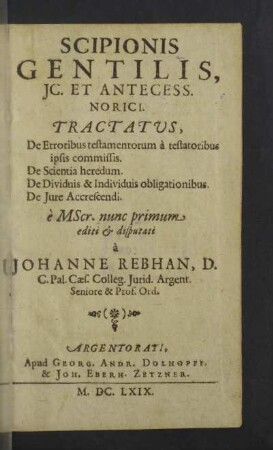 SCIPIONIS
GENTILIS,
JC. ET ANTECESS.
NORICI.
TRACTATVS,
De Erroribus testamentorum à testatoribus
ipsis commissis.
De Scientia heredum.
De Dividuis & Individuis obligationibus.
De Jure Accrescendi.
è MScr. nunc primum
editi & disputati
à
JOHANNE REBHAN, D.
C. Pal. Cæs. Colleg. Jurid. Argent.
Seniore & Prof. Ord.
ARGENTORATI,
Apud GEORG. ANDR. DOLHOPFF.
& JOH. EBERH. ZETZNER.
M. DC. LXIX.